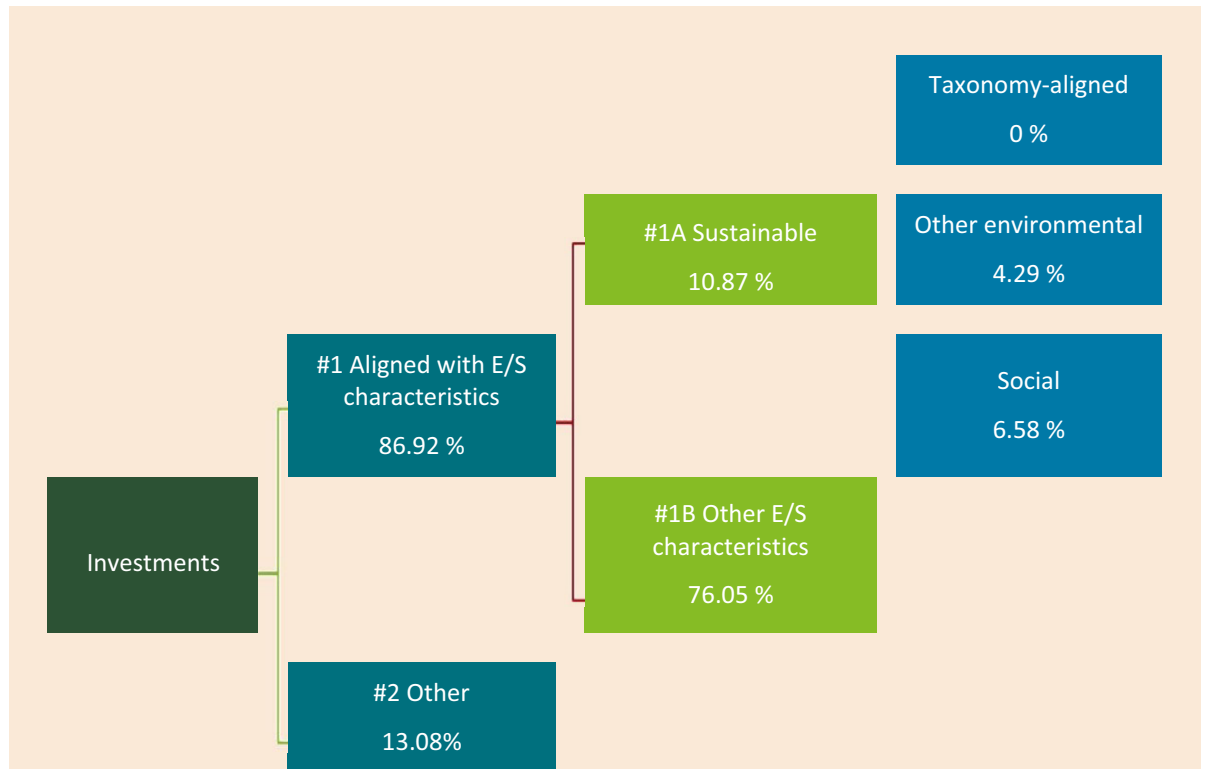 Taxonomy-aligned
0 %
#1A Sustainable
10.87 %
Other environmental
4.29 %
#1 Aligned with E/S
characteristics
86.92 %
Social
6.58 %
Investments
#1B Other E/S
characteristics
76.05 %
#2 Other
13.08%